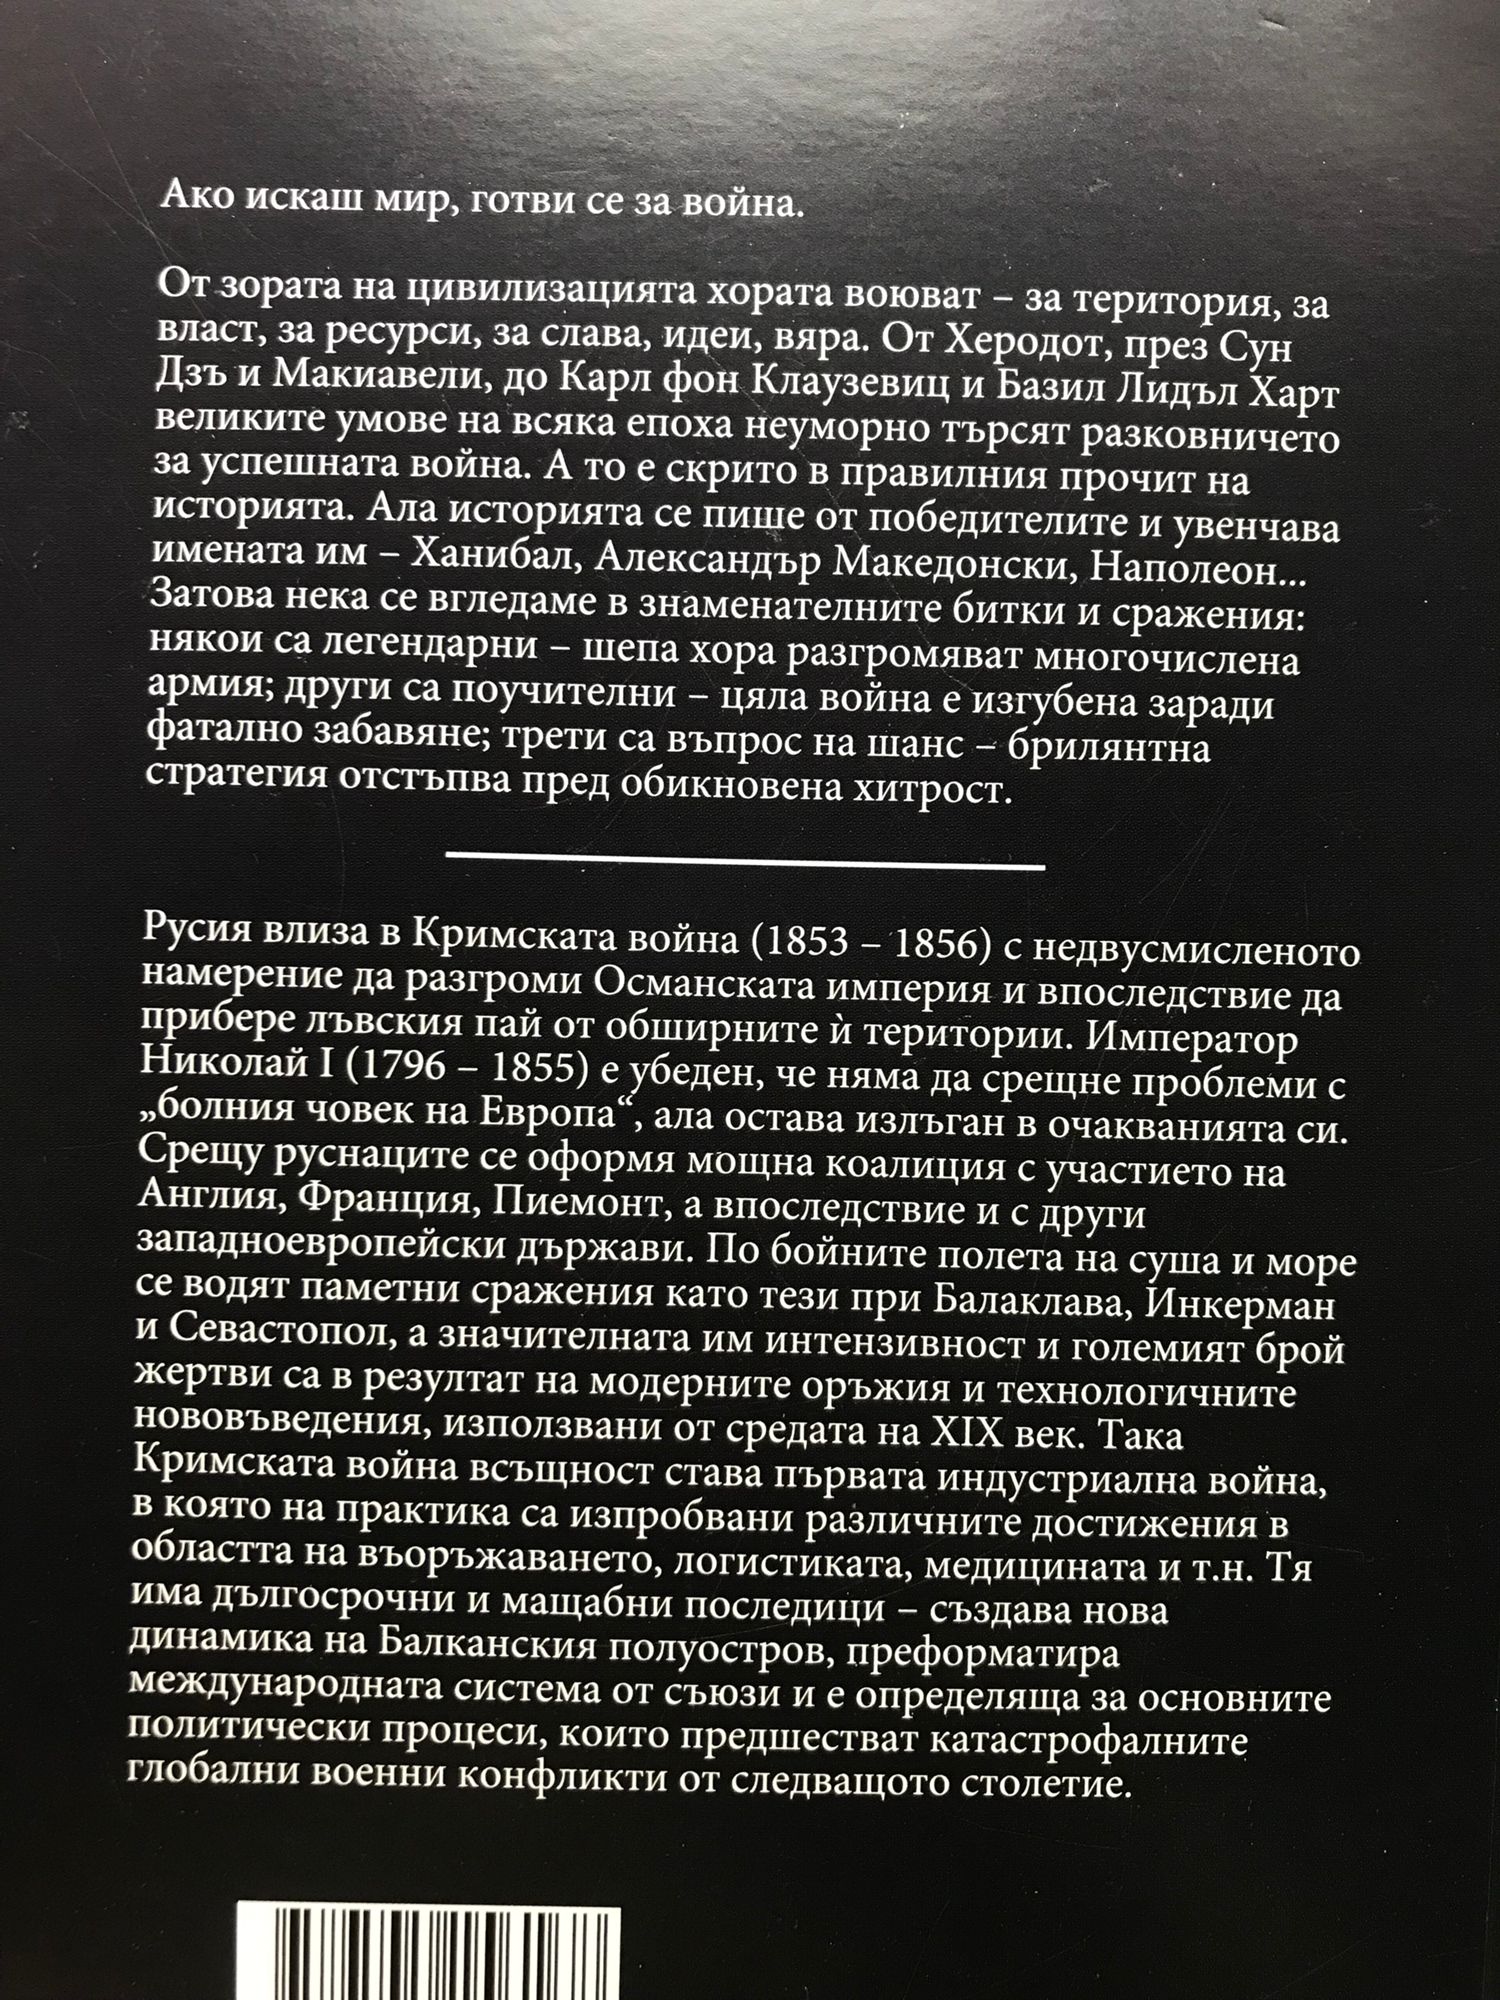 Ако искаш мир, готви се за война.
От зората на цивилизацията хората воюват – за територия, за
власт, за ресурси, за слава, идеи, вяра. От Херодот, през Сун
Дзъ и Макиавели, до Карл фон Клаузевиц и Базил Лидъл Харт
великите умове на всяка епоха неуморно търсят разковничето
за успешната война. А то е скрито в правилния прочит на
историята. Ала историята се пише от победителите и увенчава
имената им – Ханибал, Александър Македонски, Наполеон...
Затова нека се вгледаме в знаменателните битки и сражения:
някои са легендарни – шепа хора разгромяват многочислена
армия; други са поучителни – цяла война е изгубена заради
фатално забавяне; трети са въпрос на шанс – брилянтна
стратегия отстъпва пред обикновена хитрост.
Русия влиза в Кримската война (1853 – 1856) с недвусмисленото
намерение да разгроми Османската империя и впоследствие да
прибере лъвския пай от обширните ѝ територии. Император
Николай I (1796 – 1855) е убеден, че няма да срещне проблеми с
„болния човек на Европа“, ала остава излъган в очакванията си.
Срещу руснаците се оформя мощна коалиция с участието на
Англия, Франция, Пиемонт, а впоследствие и с други
западноевропейски държави. По бойните полета на суша и море
се водят паметни сражения като тези при Балаклава, Инкерман
и Севастопол, а значителната им интензивност и големият брой
жертви са в резултат на модерните оръжия и технологичните
нововъведения, използвани от средата на XIX век. Така
Кримската война всъщност става първата индустриална война,
в която на практика са изпробвани различните достижения в
областта на въоръжаването, логистиката, медицината и т.н. Тя
има дългосрочни и мащабни последици – създава нова
динамика на Балканския полуостров, преформатира
международната система от съюзи и е определяща за основните
политически процеси, които предшестват катастрофалните
глобални военни конфликти от следващото столетие.